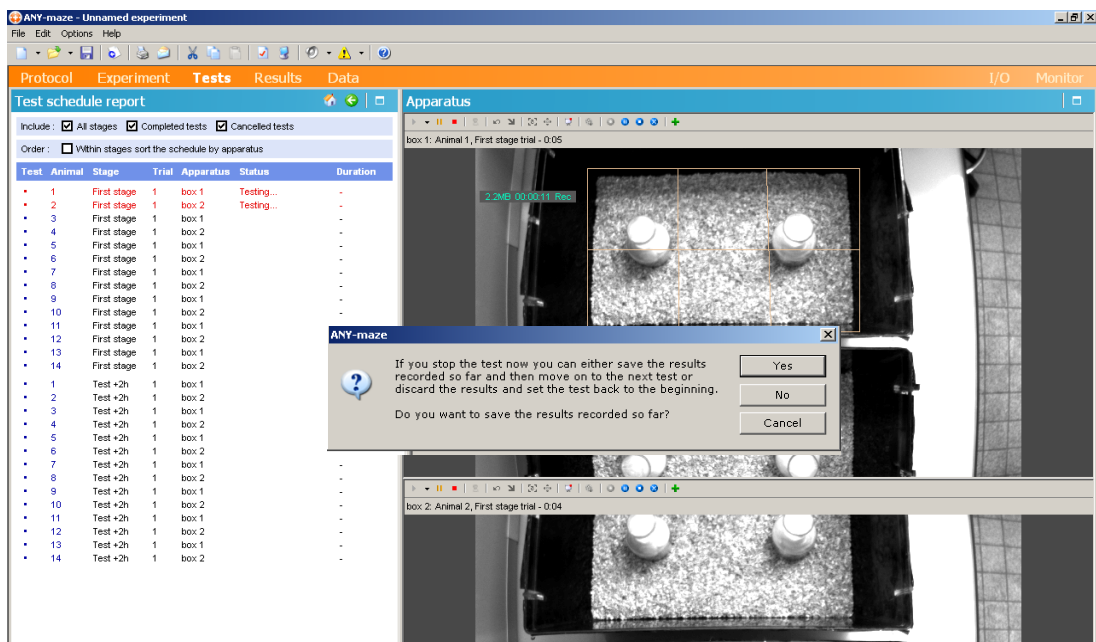 ANY-maze - Unnamed experiment
File Edit Options Help
Protocol Experiment Tests Results Data I/O Monitor
Test schedule report
Include : All stages Completed tests Cancelled tests
Order : Within stages sort the schedule by apparatus
Test Animal Stage Trial Apparatus Status Duration
1 First stage 1 box 1 Testing... -
2 First stage 1 box 2 Testing... -
3 First stage 1 box 1 -
4 First stage 1 box 2 -
5 First stage 1 box 1 -
6 First stage 1 box 2 -
7 First stage 1 box 1 -
8 First stage 1 box 2 -
9 First stage 1 box 1 -
10 First stage 1 box 2 -
11 First stage 1 box 1
12 First stage 1 box 2
13 First stage 1 box 1
14 First stage 1 box 2
1 Test +2h 1 box 1
2 Test +2h 1 box 2
3 Test +2h 1 box 1
4 Test +2h 1 box 2
5 Test +2h 1 box 1
6 Test +2h 1 box 2
7 Test +2h 1 box 1 -
8 Test +2h 1 box 2 -
9 Test +2h 1 box 1 -
10 Test +2h 1 box 2 -
11 Test +2h 1 box 1 -
12 Test +2h 1 box 2 -
13 Test +2h 1 box 1 -
14 Test +2h 1 box 2 -
Apparatus
box 1: Animal 1, First stage trial - 0:05
2.2MB 00:00:11 Rec
ANY-maze
If you stop the test now you can either save the results
recorded so far and then move on to the next test or
discard the results and set the test back to the beginning.
Do you want to save the results recorded so far?
Yes
No
Cancel
box 2: Animal 2, First stage trial - 0:04